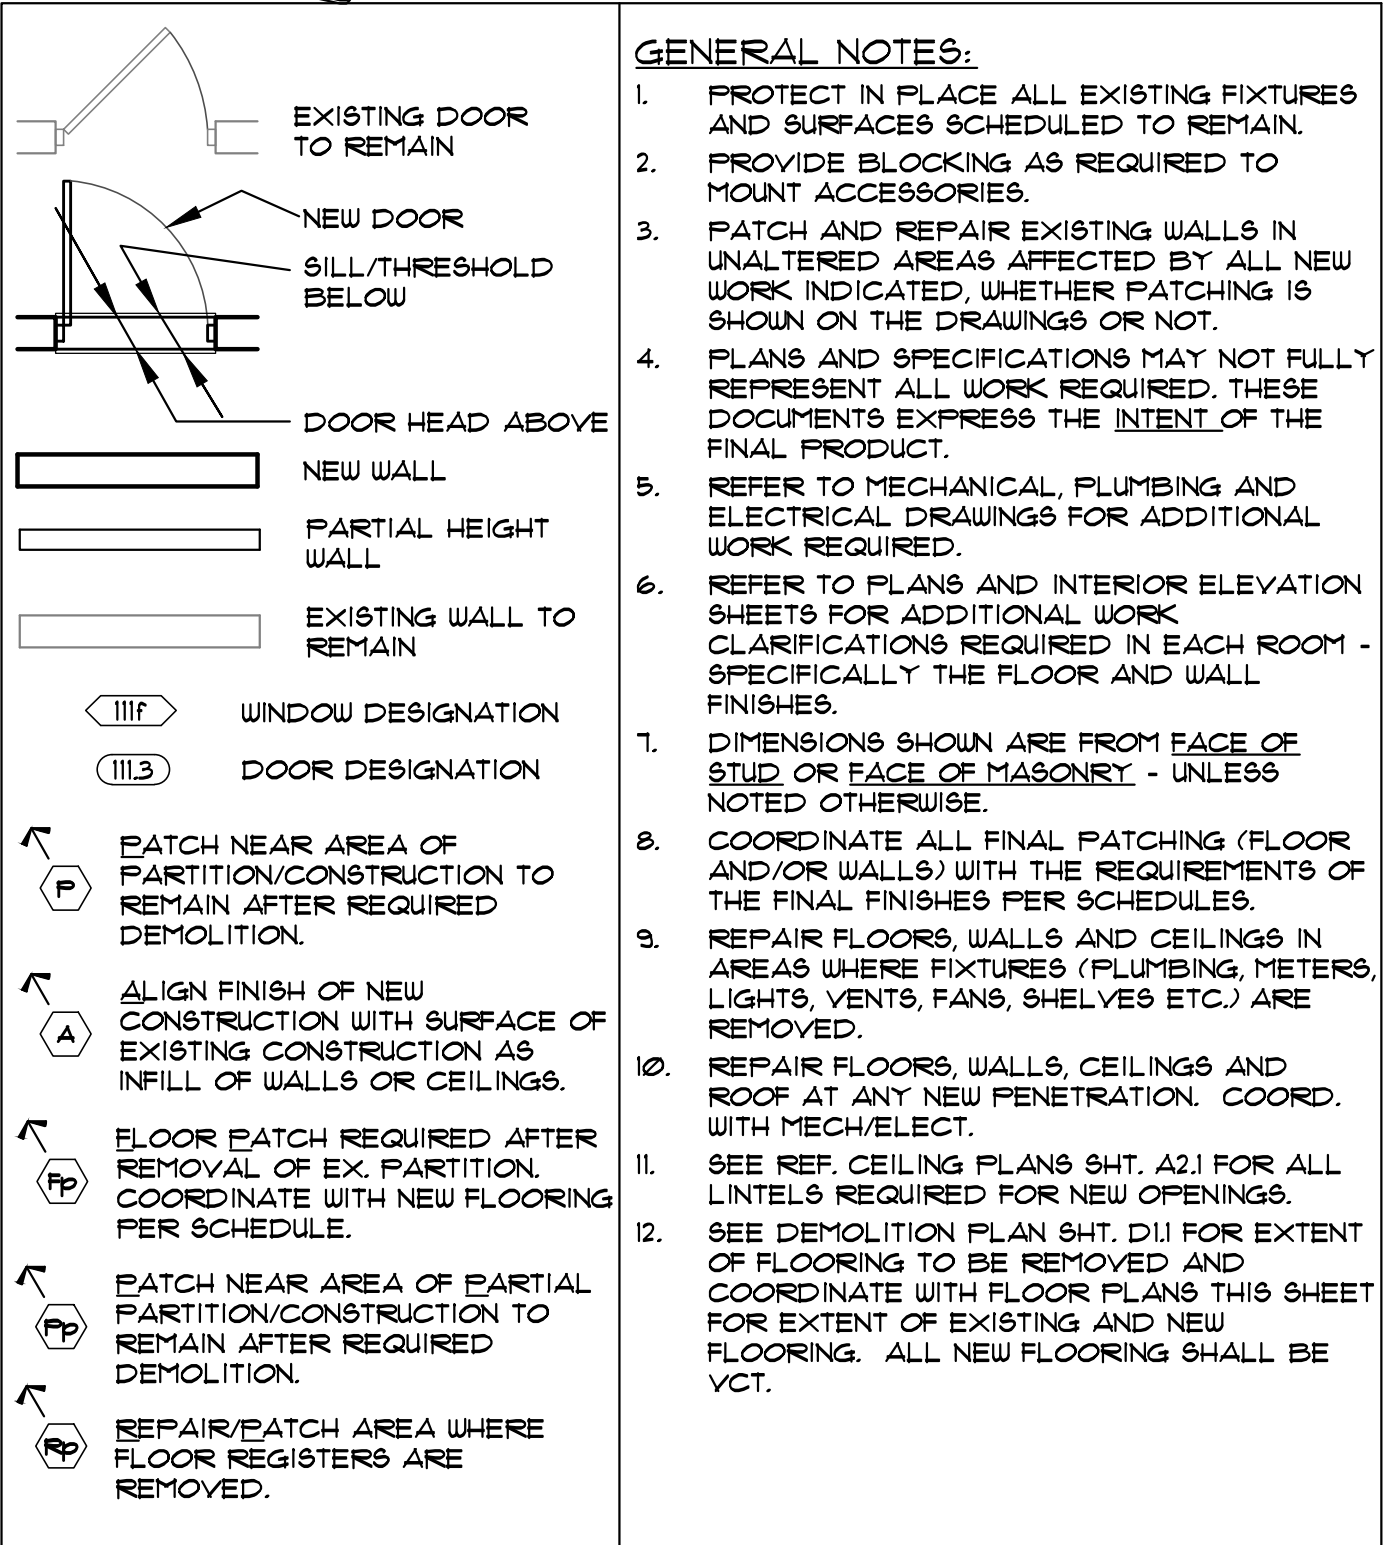 EXISTING DOOR
TO REMAIN
NEW DOOR
SILL/THRESHOLD
BELOW
DOOR HEAD ABOVE
NEW WALL
PARTIAL HEIGHT
WALL
EXISTING WALL TO
REMAIN
111f WINDOW DESIGNATION
111.3 DOOR DESIGNATION
PATCH NEAR AREA OF
P PARTITION/CONSTRUCTION TO
REMAIN AFTER REQUIRED
DEMOLITION.
ALIGN FINISH OF NEW
CONSTRUCTION WITH SURFACE OF
A EXISTING CONSTRUCTION AS
INFILL OF WALLS OR CEILINGS.
FLOOR PATCH REQUIRED AFTER
REMOVAL OF EX. PARTITION.
Fp COORDINATE WITH NEW FLOORING
PER SCHEDULE.
PATCH NEAR AREA OF PARTIAL
Pp PARTITION/CONSTRUCTION TO
REMAIN AFTER REQUIRED
DEMOLITION.
REPAIR/PATCH AREA WHERE
Rp FLOOR REGISTERS ARE
REMOVED.
GENERAL NOTES:
1. PROTECT IN PLACE ALL EXISTING FIXTURES
AND SURFACES SCHEDULED TO REMAIN.
2. PROVIDE BLOCKING AS REQUIRED TO
MOUNT ACCESSORIES.
3. PATCH AND REPAIR EXISTING WALLS IN
UNALTERED AREAS AFFECTED BY ALL NEW
WORK INDICATED, WHETHER PATCHING IS
SHOWN ON THE DRAWINGS OR NOT.
4. PLANS AND SPECIFICATIONS MAY NOT FULLY
REPRESENT ALL WORK REQUIRED. THESE
DOCUMENTS EXPRESS THE INTENT OF THE
FINAL PRODUCT.
5. REFER TO MECHANICAL, PLUMBING AND
ELECTRICAL DRAWINGS FOR ADDITIONAL
WORK REQUIRED.
6. REFER TO PLANS AND INTERIOR ELEVATION
SHEETS FOR ADDITIONAL WORK
CLARIFICATIONS REQUIRED IN EACH ROOM -
SPECIFICALLY THE FLOOR AND WALL
FINISHES.
7. DIMENSIONS SHOWN ARE FROM FACE OF
STUD OR FACE OF MASONRY - UNLESS
NOTED OTHERWISE.
8. COORDINATE ALL FINAL PATCHING (FLOOR
AND/OR WALLS) WITH THE REQUIREMENTS OF
THE FINAL FINISHES PER SCHEDULES.
9. REPAIR FLOORS, WALLS AND CEILINGS IN
AREAS WHERE FIXTURES (PLUMBING, METERS,
LIGHTS, VENTS, FANS, SHELVES ETC.) ARE
REMOVED.
10. REPAIR FLOORS, WALLS, CEILINGS AND
ROOF AT ANY NEW PENETRATION. COORD.
WITH MECH/ELECT.
11. SEE REF. CEILING PLANS SHT. A2.1 FOR ALL
LINTELS REQUIRED FOR NEW OPENINGS.
12. SEE DEMOLITION PLAN SHT. D1.1 FOR EXTENT
OF FLOORING TO BE REMOVED AND
COORDINATE WITH FLOOR PLANS THIS SHEET
FOR EXTENT OF EXISTING AND NEW
FLOORING. ALL NEW FLOORING SHALL BE
VCT.